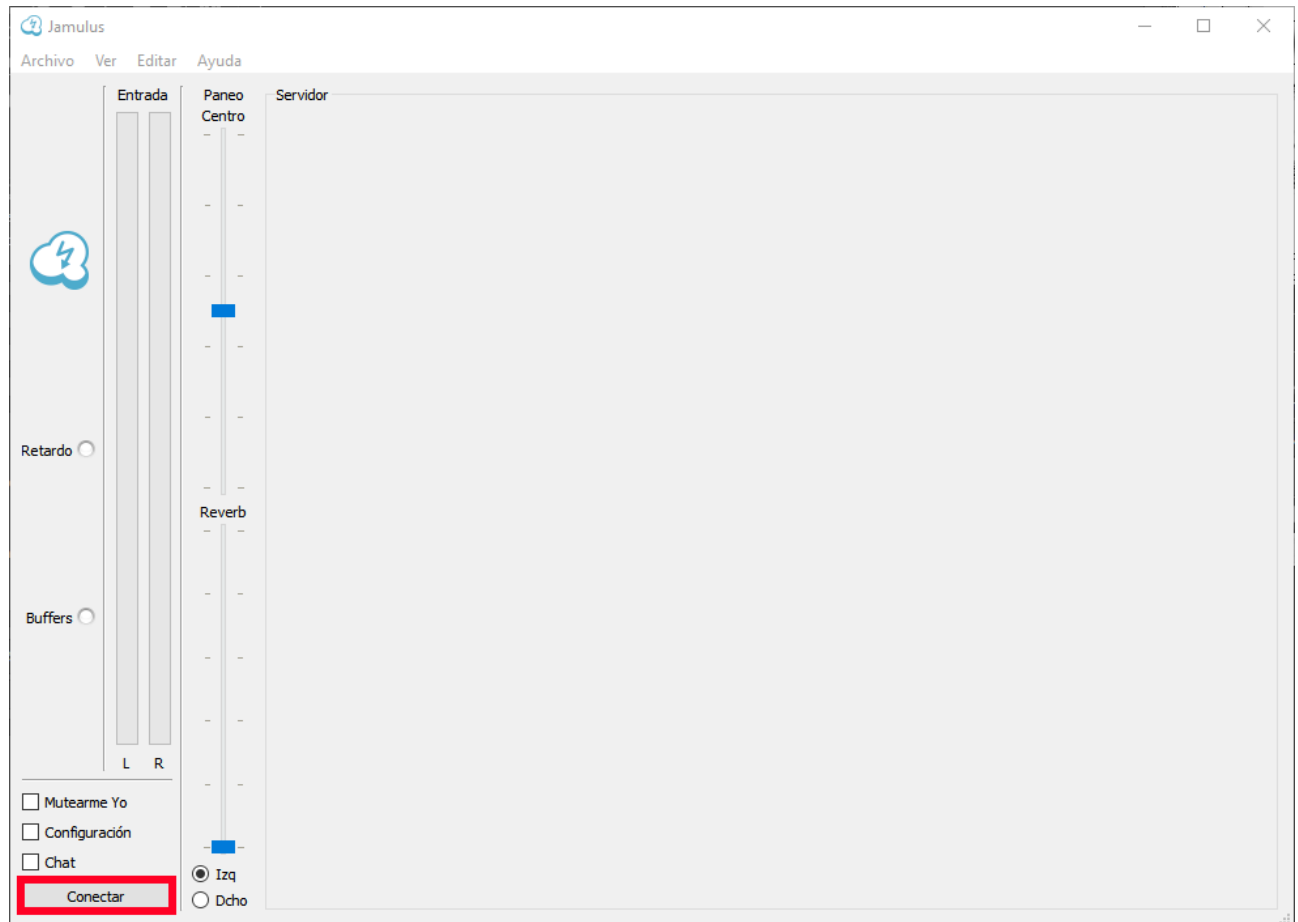 Jamulus
Archivo Ver Editar Ayuda
Entrada
Paneo
Centro
Servidor
Retardo
Reverb
Buffers
L R
Mutearme Yo
Configuración
Chat
Conectar
Izq
Dcho